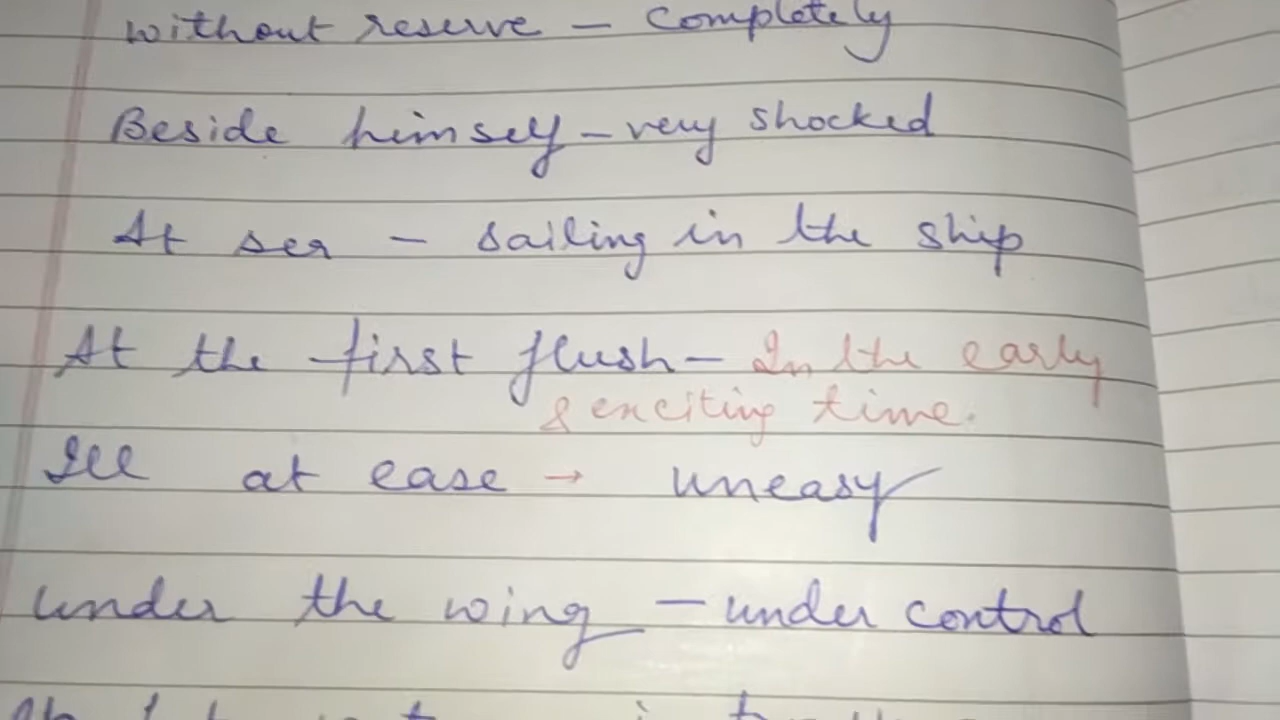 without reserve - completely
Beside himself - very shocked
At sea - sailing in the ship
At the first flush - In the early
& exciting time.
Ill at ease → uneasy
under the wing - under control